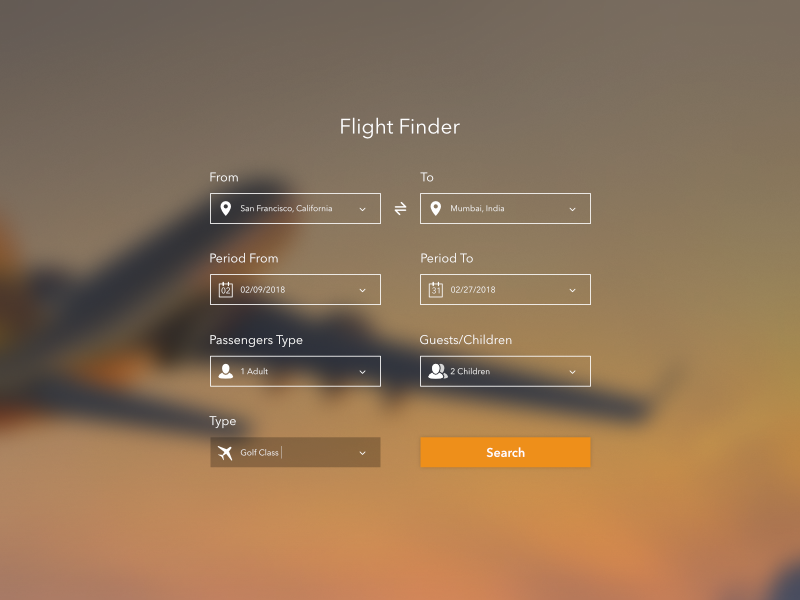 Flight Finder
From
To
San Francisco, California
Mumbai, India
Period From
Period To
02
02/09/2018
31
02/27/2018
Passengers Type
Guests/Children
1 Adult
2 Children
Type
Golf Class
Search